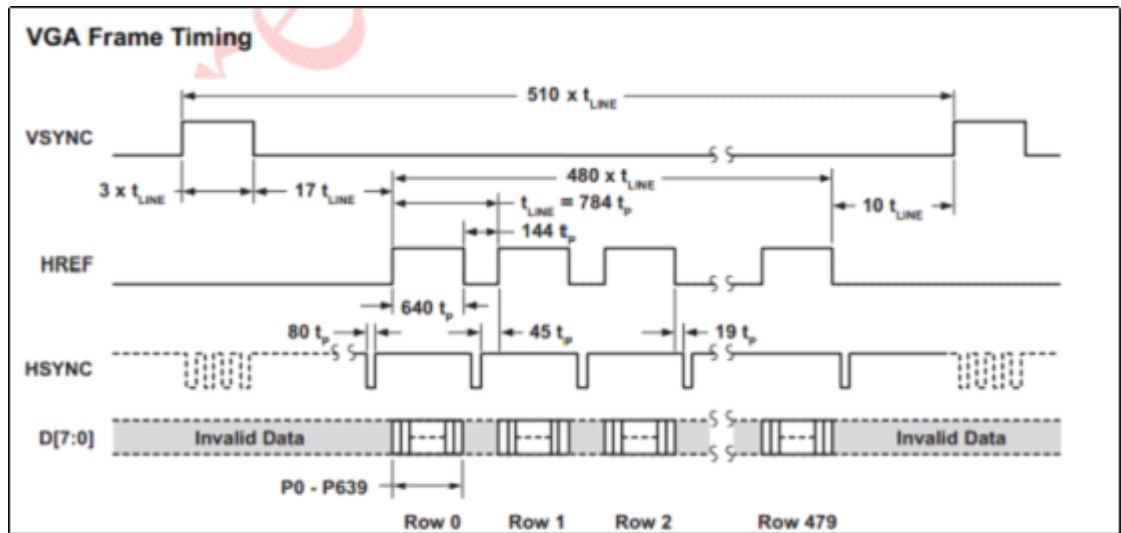 VGA Frame Timing
510 x tLINE
VSYNC
3 x tLINE
17 tLINE
480 x tLINE
tLINE = 784 tp
10 tLINE
144 tp
HREF
640 tp
80 tp
45 tp
19 tp
HSYNC
D[7:0]
Invalid Data
Invalid Data
P0 - P639
Row 0
Row 1
Row 2
Row 479